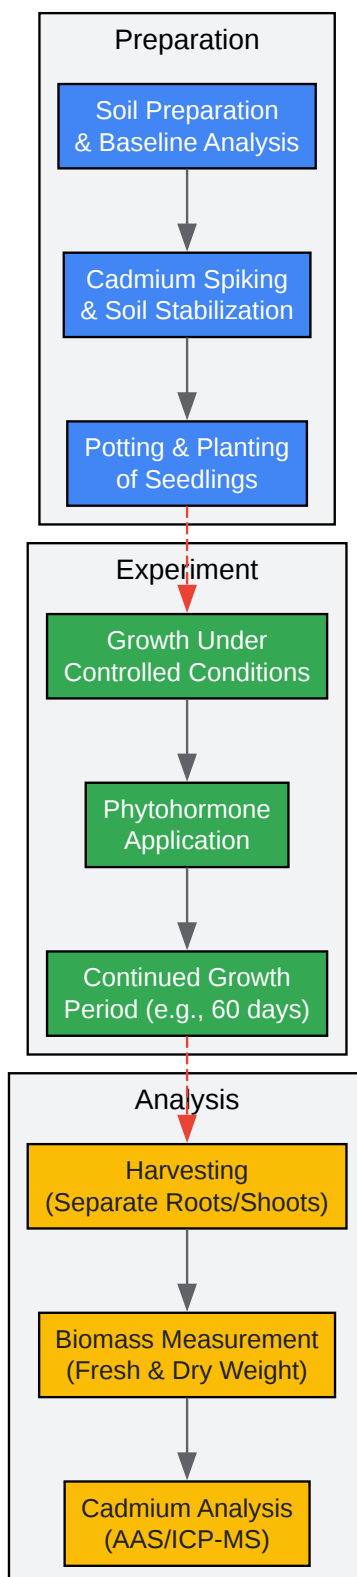 Preparation
Soil Preparation
& Baseline Analysis
Cadmium Spiking
& Soil Stabilization
Potting & Planting
of Seedlings
Experiment
Growth Under
Controlled Conditions
Phytohormone
Application
Continued Growth
Period (e.g., 60 days)
Analysis
Harvesting
(Separate Roots/Shoots)
Biomass Measurement
(Fresh & Dry Weight)
Cadmium Analysis
(AAS/ICP-MS)